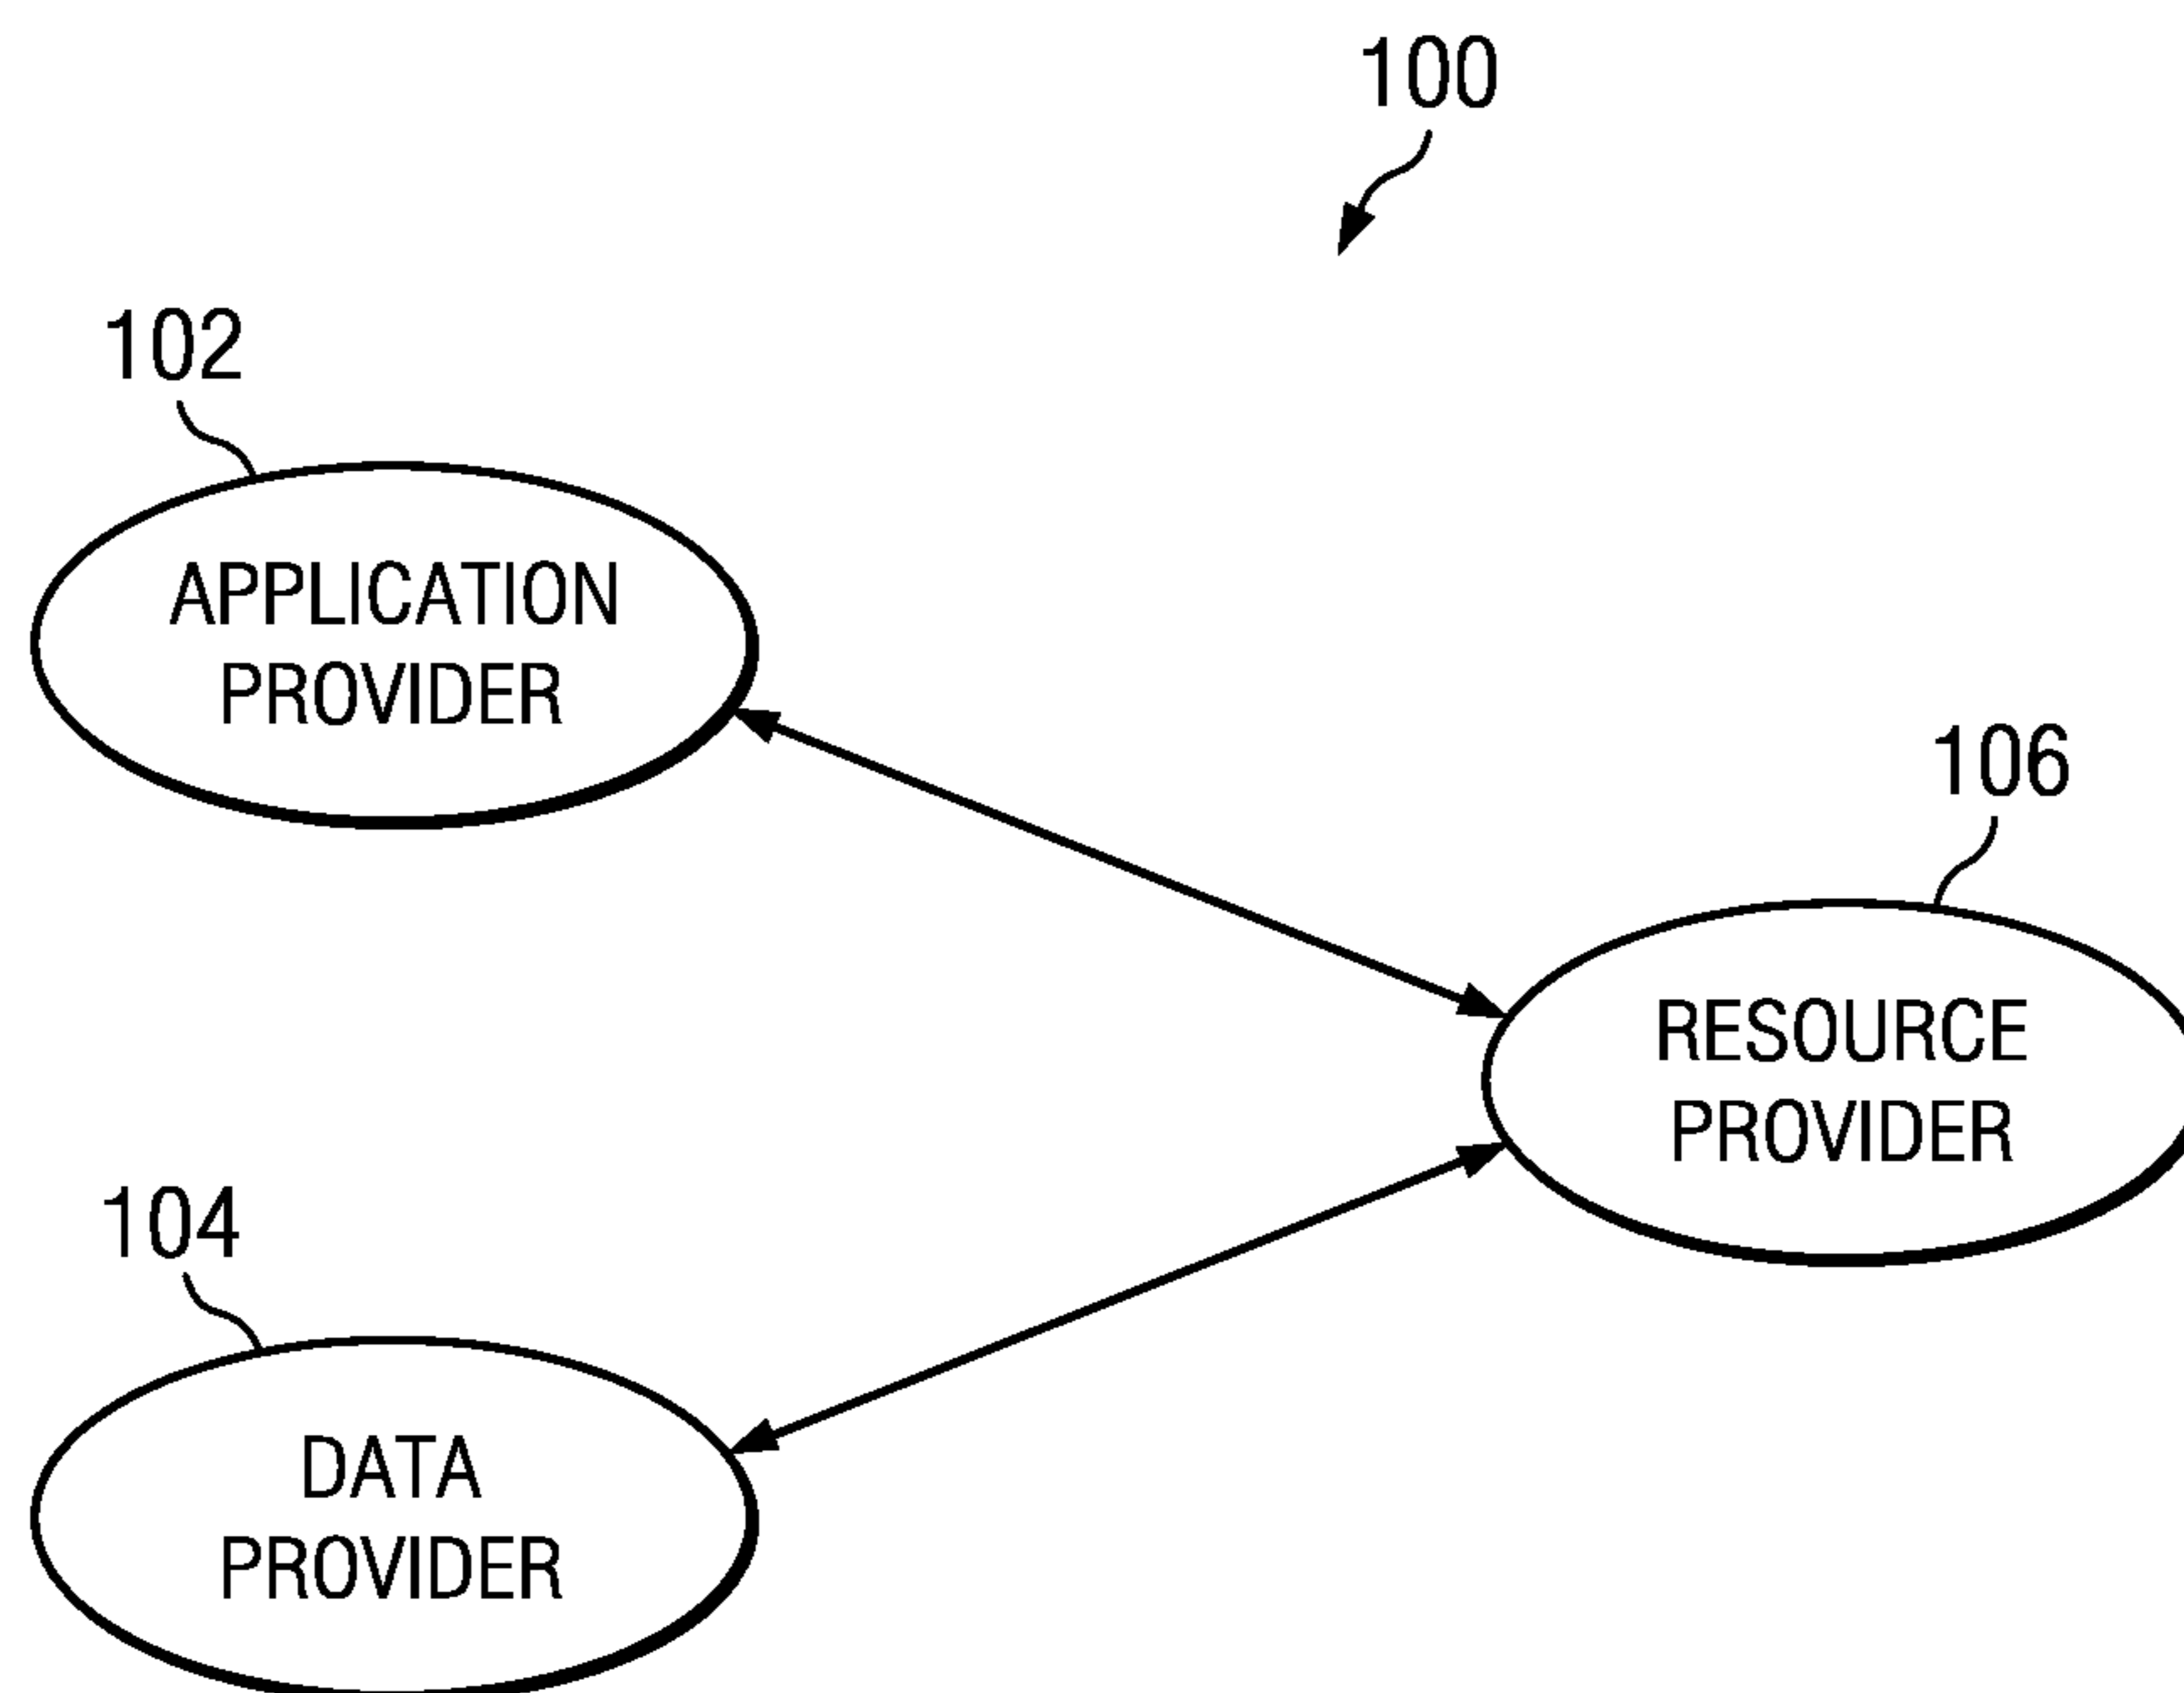 100
102
APPLICATION
PROVIDER
106
RESOURCE
PROVIDER
104
DATA
PROVIDER